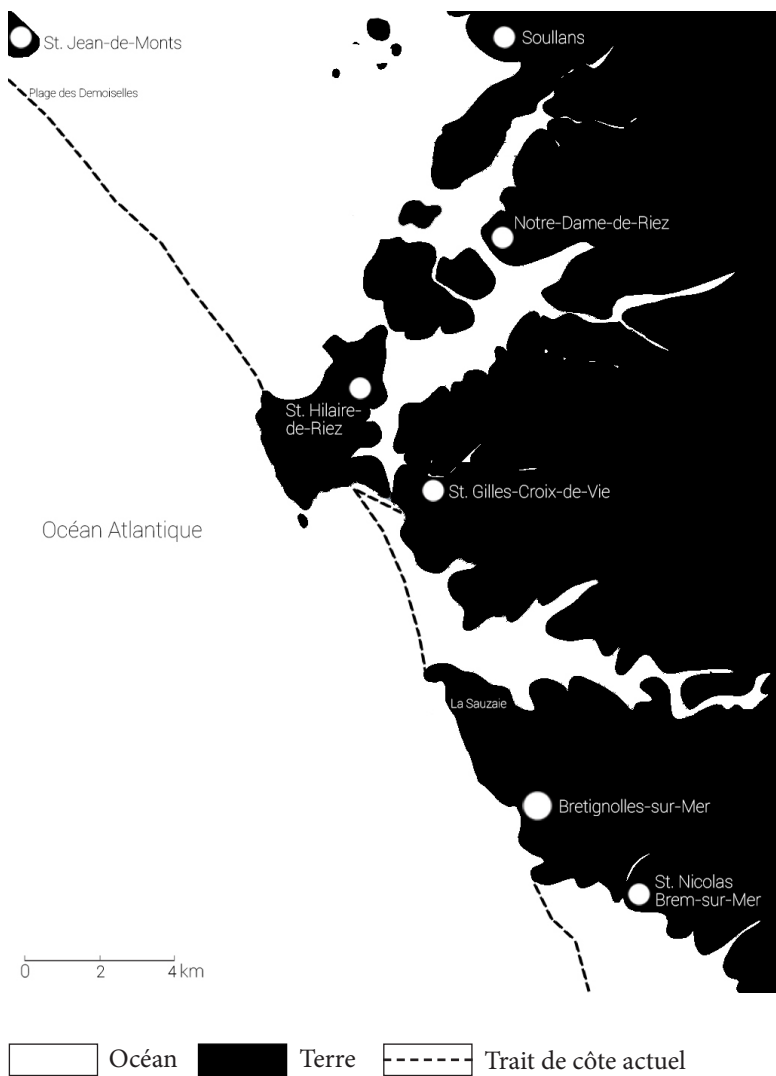 St. Jean-de-Monts
Soullans
Plage des Demoiselles
Notre-Dame-de-Riez
St. Hilaire-
de-Riez
St. Gilles-Croix-de-Vie
Océan Atlantique
La Sauzaie
Bretignolles-sur-Mer
St. Nicolas
Brem-sur-Mer
0 2 4 km
Océan Terre Trait de côte actuel